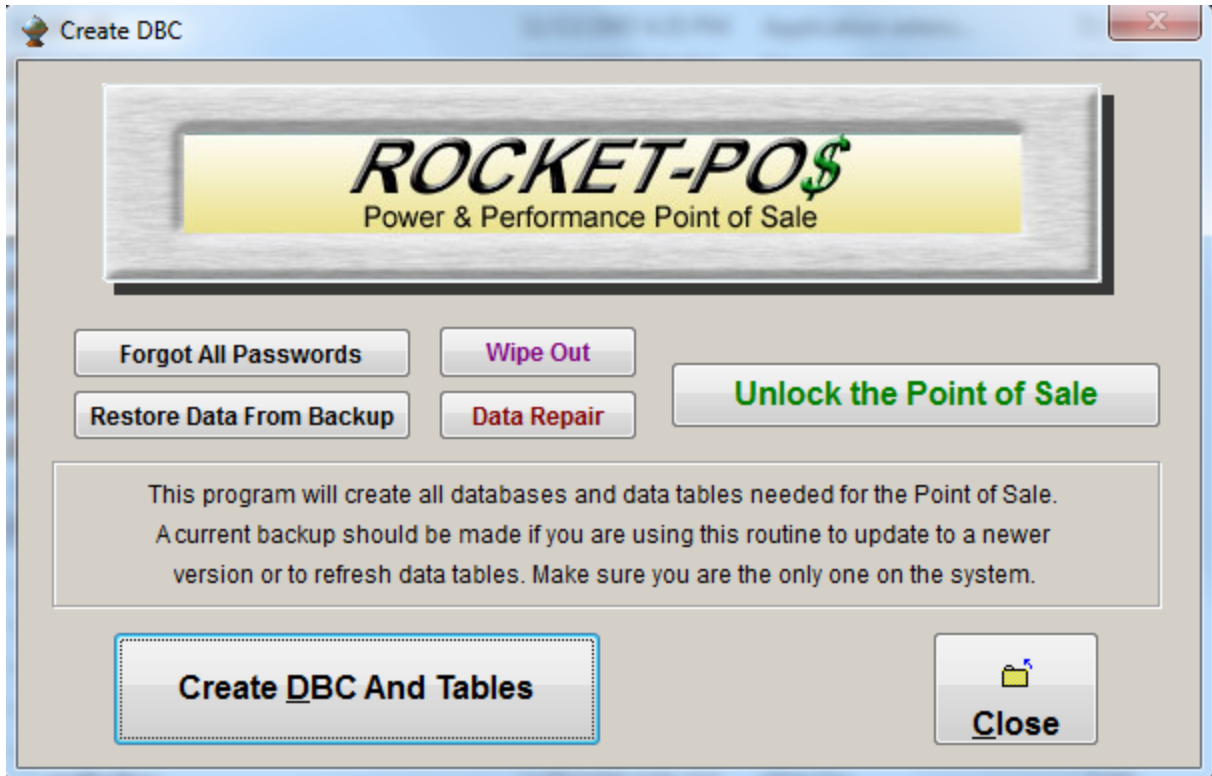 Create DBC
ROCKET-PO$
Power & Performance Point of Sale
Forgot All Passwords
Wipe Out
Unlock the Point of Sale
Restore Data From Backup
Data Repair
This program will create all databases and data tables needed for the Point of Sale.
A current backup should be made if you are using this routine to update to a newer
version or to refresh data tables. Make sure you are the only one on the system.
Create DBC And Tables
Close